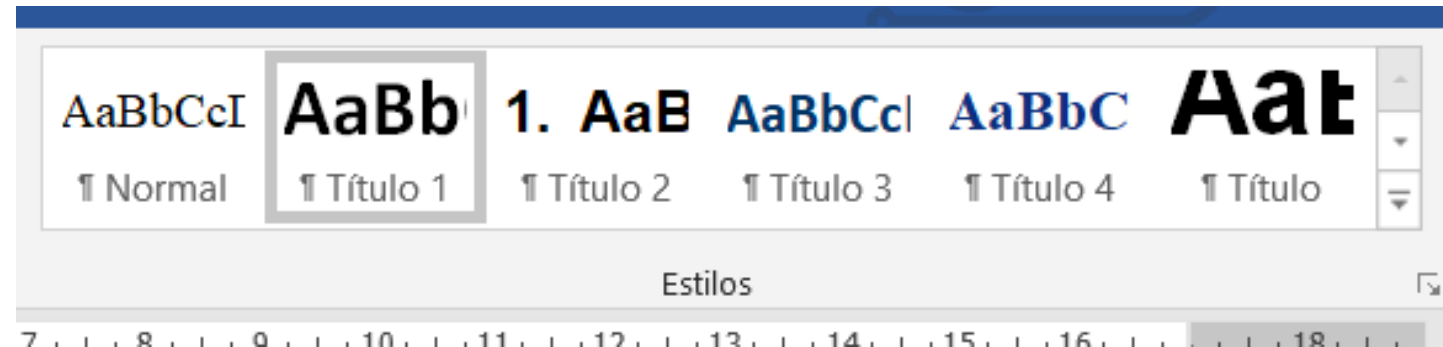 AaBbCcI AaBb 1. AaB AaBbCcl AaBbC Aat
¶ Normal ¶ Título 1 ¶ Título 2 ¶ Título 3 ¶ Título 4 ¶ Título
Estilos
7 8 9 10 11 12 13 14 15 16 18